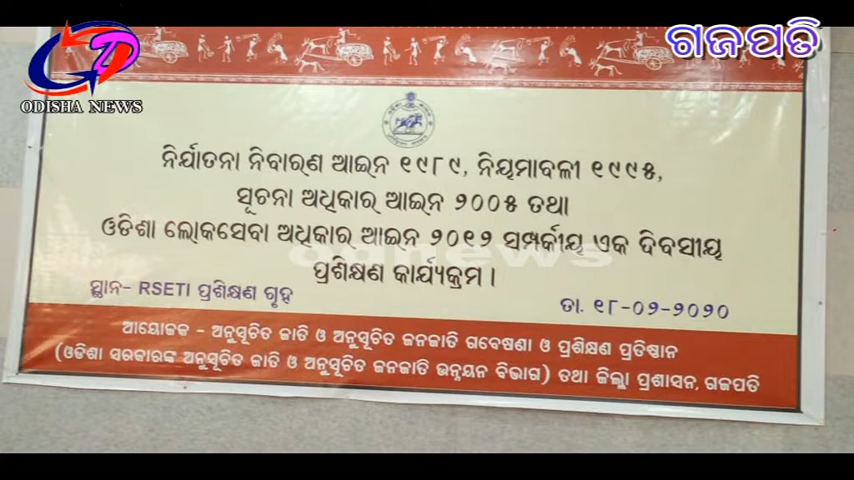 ODISHA NEWS
ଗଜପତି
ନିର୍ଯାତନା ନିବାରଣ ଆଇନ ୧୯୮୯, ନିୟମାବଳୀ ୧୯୯୫,
ସୂଚନା ଅଧିକାର ଆଇନ ୨୦୦୫ ତଥା
ଓଡିଶା ଲୋକସେବା ଅଧିକାର ଆଇନ ୨୦୧୨ ସମ୍ପର୍କୀୟ ଏକ ଦିବସୀୟ
ପ୍ରଶିକ୍ଷଣ କାର୍ଯ୍ୟକ୍ରମ ।
ସ୍ଥାନ- RSETI ପ୍ରଶିକ୍ଷଣ ଗୃହ
ତା. ୧୮-୦୨-୨୦୨୦
ଆୟୋଜକ - ଅନୁସୂଚିତ ଜାତି ଓ ଅନୁସୂଚିତ ଜନଜାତି ଗବେଷଣା ଓ ପ୍ରଶିକ୍ଷଣ ପ୍ରତିଷ୍ଠାନ
(ଓଡିଶା ସରକାରଙ୍କ ଅନୁସୂଚିତ ଜାତି ଓ ଅନୁସୂଚିତ ଜନଜାତି ଉନ୍ନୟନ ବିଭାଗ) ତଥା ଜିଲ୍ଲା ପ୍ରଶାସନ, ଗଜପତି